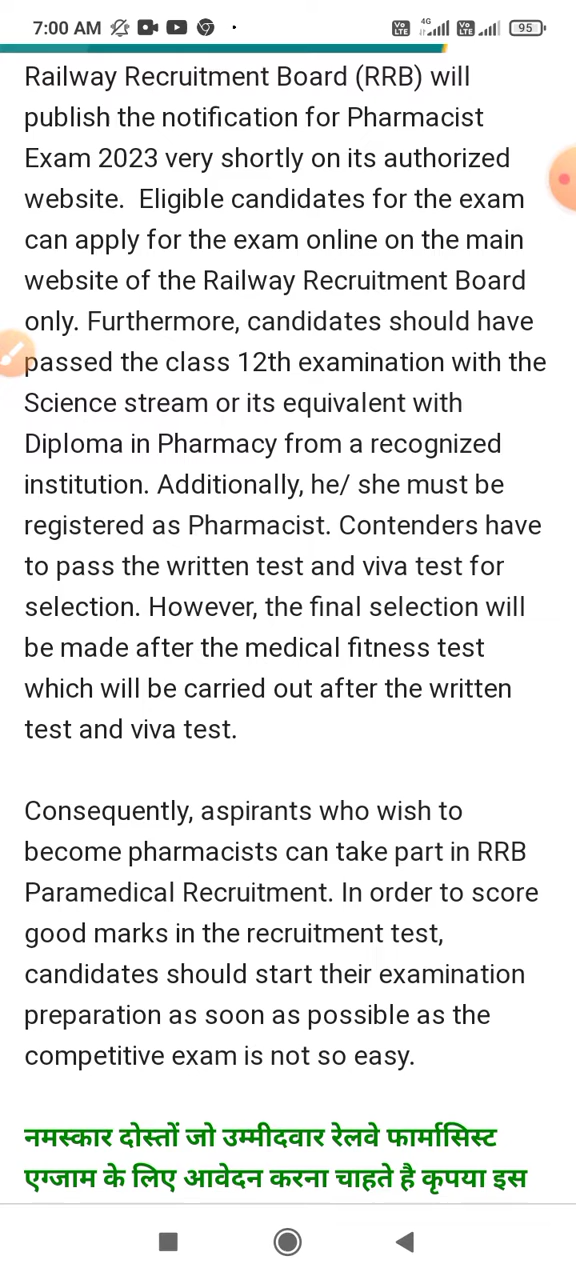 7:00 AM
Vo LTE 4G Vo LTE 95
Railway Recruitment Board (RRB) will
publish the notification for Pharmacist
Exam 2023 very shortly on its authorized
website.  Eligible candidates for the exam
can apply for the exam online on the main
website of the Railway Recruitment Board
only. Furthermore, candidates should have
passed the class 12th examination with the
Science stream or its equivalent with
Diploma in Pharmacy from a recognized
institution. Additionally, he/ she must be
registered as Pharmacist. Contenders have
to pass the written test and viva test for
selection. However, the final selection will
be made after the medical fitness test
which will be carried out after the written
test and viva test.
Consequently, aspirants who wish to
become pharmacists can take part in RRB
Paramedical Recruitment. In order to score
good marks in the recruitment test,
candidates should start their examination
preparation as soon as possible as the
competitive exam is not so easy.
नमस्कार दोस्तों जो उम्मीदवार रेलवे फार्मासिस्ट
एग्जाम के लिए आवेदन करना चाहते है कृपया इस